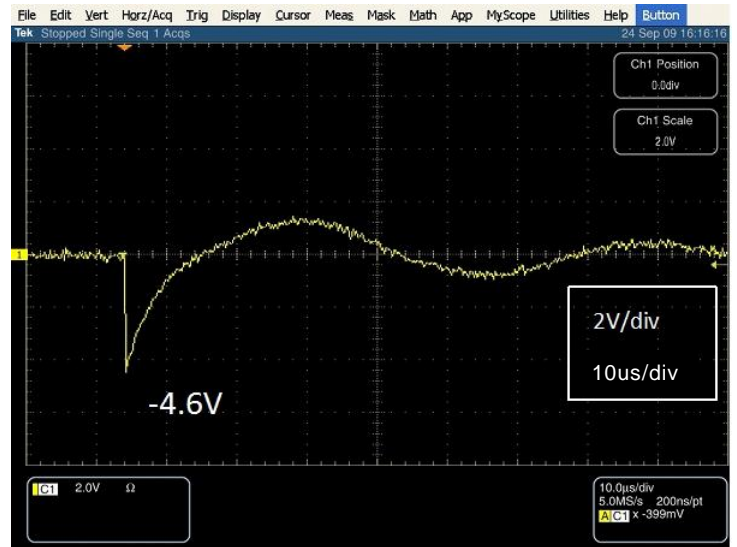 File Edit Vert Horz/Acq Trig Display Cursor Meas Mask Math App MyScope Utilities Help Button
Tek Stopped Single Seq 1 Acqs 24 Sep 09 16:16:16
Ch1 Position
0.0div
Ch1 Scale
2.0V
1
2V/div
10us/div
-4.6V
C1 2.0V Ω
10.0µs/div
5.0MS/s 200ns/pt
A C1 x -399mV